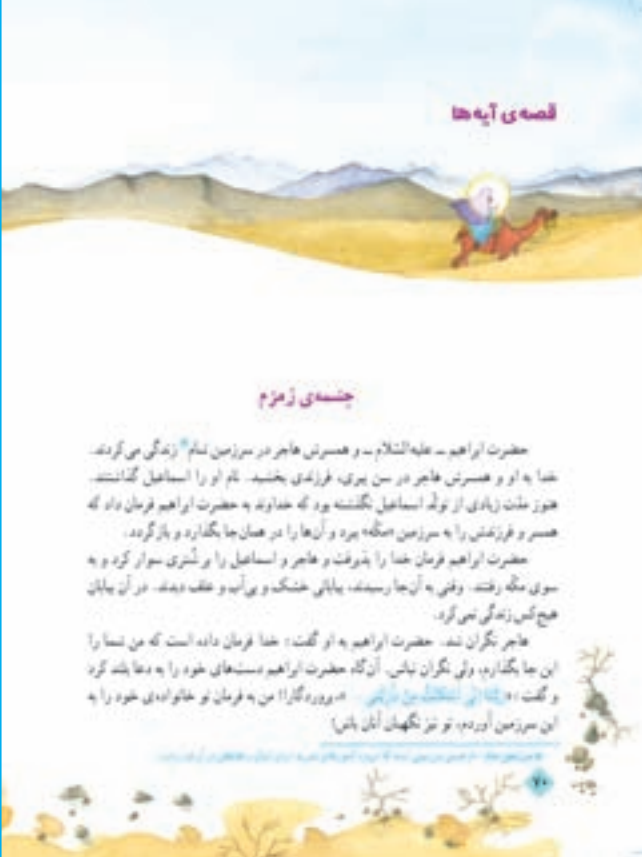 قصه‌ی آیه‌ها
چشمه‌ی زمزم
حضرت ابراهیم ـ علیه‌السّلام ـ و همسرش هاجر در سرزمین شام* زندگی می‌کردند.
خدا به او و همسرش هاجر در سن پیری، فرزندی بخشید. نام او را اسماعیل گذاشتند.
هنوز مدّت زیادی از تولّد اسماعیل نگذشته بود که خداوند به حضرت ابراهیم فرمان داد که
همسر و فرزندش را به سرزمین «مکّه» ببرد و آن‌ها را در همان‌جا بگذارد و بازگردد.
حضرت ابراهیم فرمان خدا را پذیرفت و هاجر و اسماعیل را بر شتری سوار کرد و به
سوی مکّه رفتند. وقتی به آن‌جا رسیدند، بیابانی خشک و بی‌آب و علف دیدند. در آن بیابان
هیچ‌کس زندگی نمی‌کرد.
هاجر نگران شد. حضرت ابراهیم به او گفت: خدا فرمان داده است که من شما را
این جا بگذارم، ولی نگران نباش. آن‌گاه حضرت ابراهیم دست‌های خود را به دعا بلند کرد
و گفت: «رَبَّنا اِنّی اَسکَنتُ مِن ذُرِّیَّتی ... »، پروردگارا! من به فرمان تو خانواده‌ی خود را به
این سرزمین آوردم، تو نیز نگهبان آنان باش!
۷۰